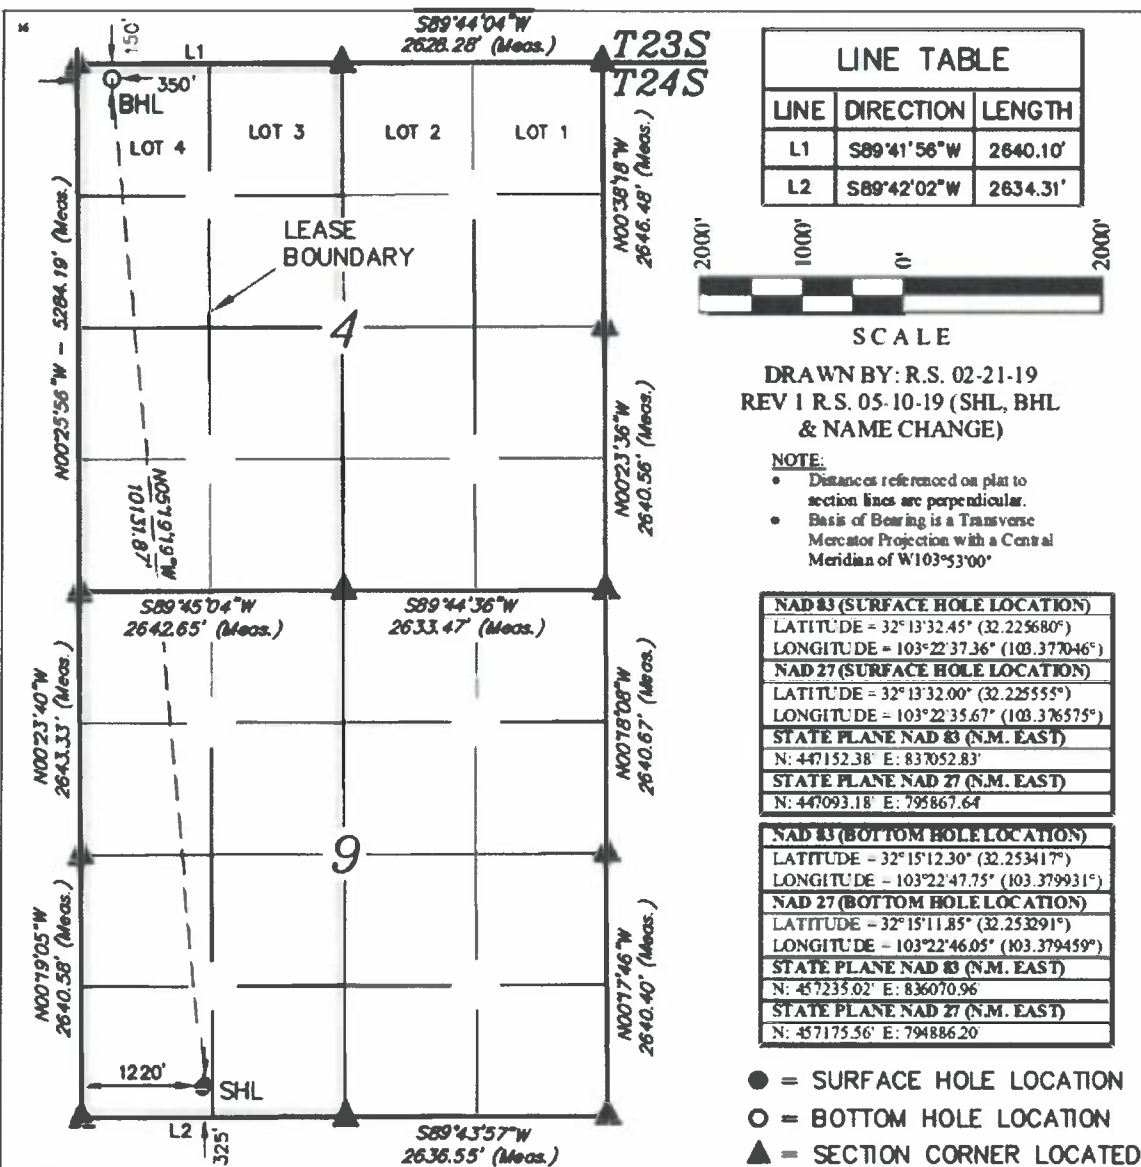 16
S89°44'04"W
2628.28' (Meas.)
T23S
T24S
150'
L1
350'
BHL
LOT 4
LOT 3
LOT 2
LOT 1
LEASE
BOUNDARY
4
9
N00°25'56"W - 5284.19' (Meas.)
N00°38'18"W
2646.48' (Meas.)
N00°23'36"W
2640.56' (Meas.)
N05°19'19"W
10131.87'
S89°45'04"W
2642.65' (Meas.)
S89°44'36"W
2633.47' (Meas.)
N00°23'40"W
2643.33' (Meas.)
N00°18'08"W
2640.67' (Meas.)
N00°19'05"W
2640.58' (Meas.)
N00°17'46"W
2640.40' (Meas.)
1220'
SHL
L2
325'
S89°43'57"W
2636.55' (Meas.)
LINE TABLE
LINE DIRECTION LENGTH
L1 S89°41'56"W 2640.10'
L2 S89°42'02"W 2634.31'
2000' 1000' 0' 2000'
SCALE
DRAWN BY: R.S. 02-21-19
REV 1 R.S. 05-10-19 (SHL, BHL
& NAME CHANGE)
NOTE:
• Distances referenced on plat to
section lines are perpendicular.
• Basis of Bearing is a Transverse
Mercator Projection with a Central
Meridian of W103°53'00"
NAD 83 (SURFACE HOLE LOCATION)
LATITUDE = 32°13'32.45" (32.225680°)
LONGITUDE = 103°22'37.36" (103.377046°)
NAD 27 (SURFACE HOLE LOCATION)
LATITUDE = 32°13'32.00" (32.225555°)
LONGITUDE = 103°22'35.67" (103.376575°)
STATE PLANE NAD 83 (N.M. EAST)
N: 447152.38' E: 837052.83'
STATE PLANE NAD 27 (N.M. EAST)
N: 447093.18' E: 795867.64'
NAD 83 (BOTTOM HOLE LOCATION)
LATITUDE = 32°15'12.30" (32.253417°)
LONGITUDE = 103°22'47.75" (103.379931°)
NAD 27 (BOTTOM HOLE LOCATION)
LATITUDE = 32°15'11.85" (32.253291°)
LONGITUDE = 103°22'46.05" (103.379459°)
STATE PLANE NAD 83 (N.M. EAST)
N: 457235.02' E: 836070.96'
STATE PLANE NAD 27 (N.M. EAST)
N: 457175.56' E: 794886.20'
= SURFACE HOLE LOCATION
= BOTTOM HOLE LOCATION
= SECTION CORNER LOCATED